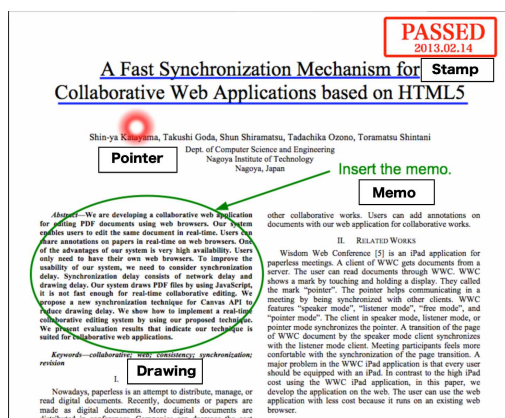 PASSED
2013.02.14
A Fast Synchronization Mechanism for
Stamp
Collaborative Web Applications based on HTML5
Shin-ya Katayama, Takushi Goda, Shun Shiramatsu, Tadachika Ozono, Toramatsu Shintani
Dept. of Computer Science and Engineering
Nagoya Institute of Technology
Nagoya, Japan
Pointer
Insert the memo.
Memo
Abstract—We are developing a collaborative web application
for editing PDF documents using web browsers. Our system
enables users to edit the same document in real-time. Users can
share annotations on papers in real-time on web browsers. One
of the advantages of our system is very high availability. Users
only need to have their own web browsers. To improve the
usability of our system, we need to consider synchronization
delay. Synchronization delay consists of network delay and
drawing delay. Our system draws PDF files by using JavaScript,
it is not fast enough for real-time collaborative editing. We
propose a new synchronization technique for Canvas API to
reduce drawing delay. We show how to implement a real-time
collaborative editing system by using our proposed technique.
We present evaluation results that indicate our technique is
suited for collaborative web applications.
Keywords—collaborative; web; consistency; synchronization;
revision
Drawing
I.
Nowadays, paperless is an attempt to distribute, manage, or
read digital documents. Recently, documents or papers are
made as digital documents. More digital documents are
other collaborative works. Users can add annotations on
documents with our web application for collaborative works.
II. RELATED WORKS
Wisdom Web Conference [5] is an iPad application for
paperless meetings. A client of WWC gets documents from a
server. The user can read documents through WWC. WWC
shows a mark by touching and holding a display. They called
the mark “pointer”. The pointer helps communicating in a
meeting by being synchronized with other clients. WWC
features “speaker mode”, “listener mode”, “free mode”, and
“pointer mode”. The client in speaker mode, listener mode, or
pointer mode synchronizes the pointer. A transition of the page
of WWC document by the speaker mode client synchronizes
with the listener mode client. Meeting participants feels more
confortable with the synchronization of the page transition. A
major problem in the WWC iPad application is that every user
should be equipped with an iPad. In contrast to the high iPad
cost using the WWC iPad application, in this paper, we
develop the application on the web. The user can use the web
application with less cost because it runs on an existing web
browser.